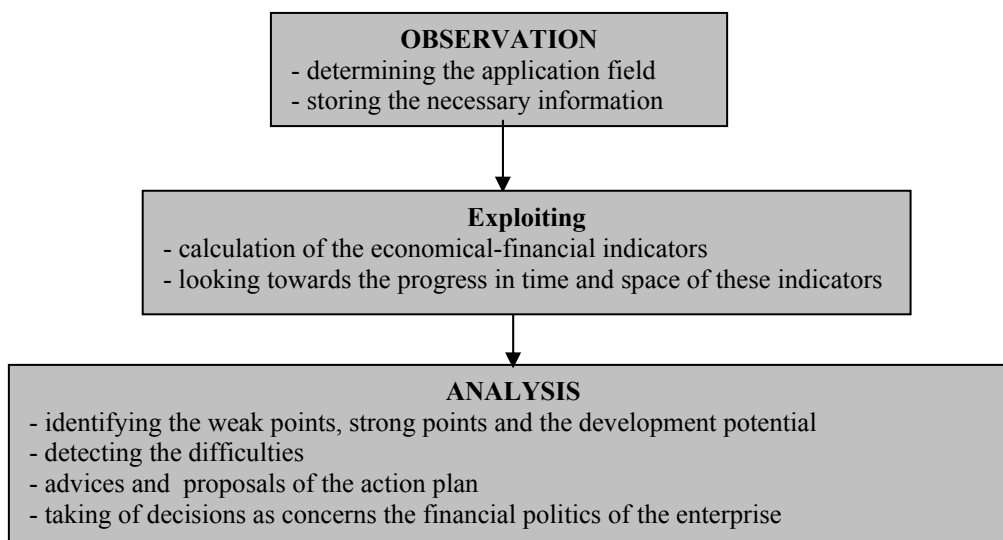 OBSERVATION
- determining the application field
- storing the necessary information
Exploiting
- calculation of the economical-financial indicators
- looking towards the progress in time and space of these indicators
ANALYSIS
- identifying the weak points, strong points and the development potential
- detecting the difficulties
- advices and proposals of the action plan
- taking of decisions as concerns the financial politics of the enterprise